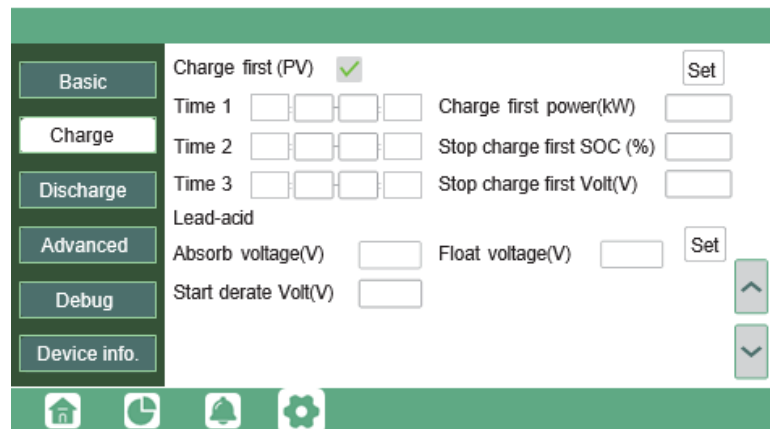 Basic
Charge
Discharge
Advanced
Debug
Device info.
Charge first (PV)
Set
Time 1
Charge first power(kW)
Time 2
Stop charge first SOC (%)
Time 3
Stop charge first Volt(V)
Lead-acid
Absorb voltage(V)
Float voltage(V)
Set
Start derate Volt(V)